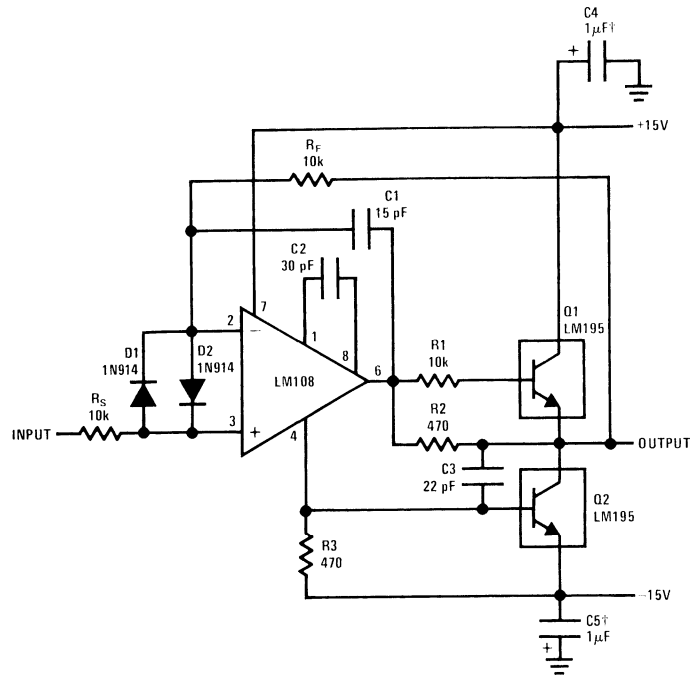 C4
1µF†
+
+15V
RF
10k
C1
15 pF
C2
30 pF
7
Q1
LM195
2
−
1
D1
1N914
D2
1N914
8
R1
10k
LM108
6
RS
10k
R2
470
3
+
4
INPUT
OUTPUT
C3
22 pF
Q2
LM195
R3
470
−15V
C5†
1µF
+